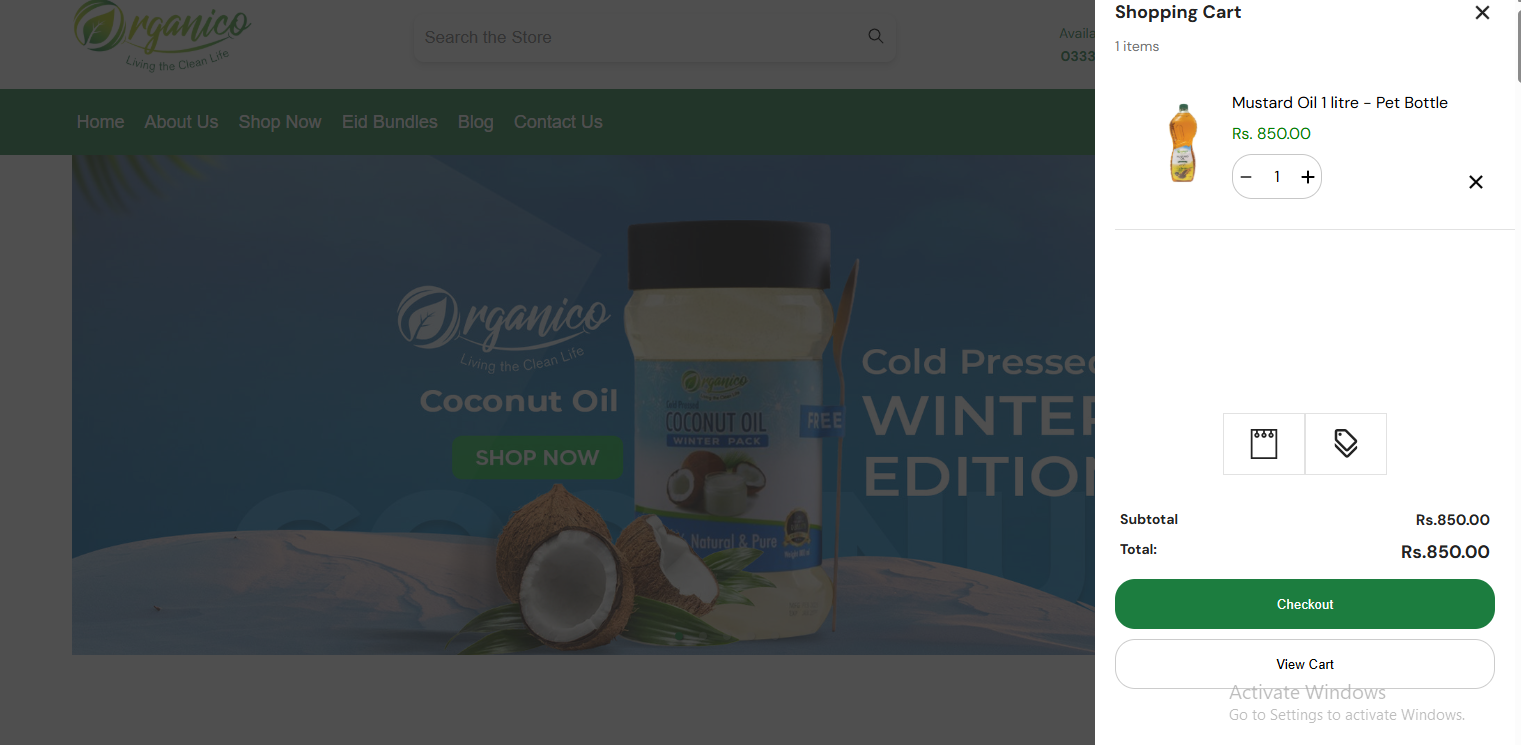 Organico
Living the Clean Life
Search the Store
Availa
0333
Home About Us Shop Now Eid Bundles Blog Contact Us
Organico
Living the Clean Life
Coconut Oil
SHOP NOW
Organico
Cold Pressed
COCONUT OIL
WINTER PACK
FREE
Natural & Pure
Cold Presse
WINTER
EDITION
Shopping Cart
1 items
Mustard Oil 1 litre - Pet Bottle
Rs. 850.00
1
Subtotal Rs.850.00
Total: Rs.850.00
Checkout
View Cart
Activate Windows
Go to Settings to activate Windows.